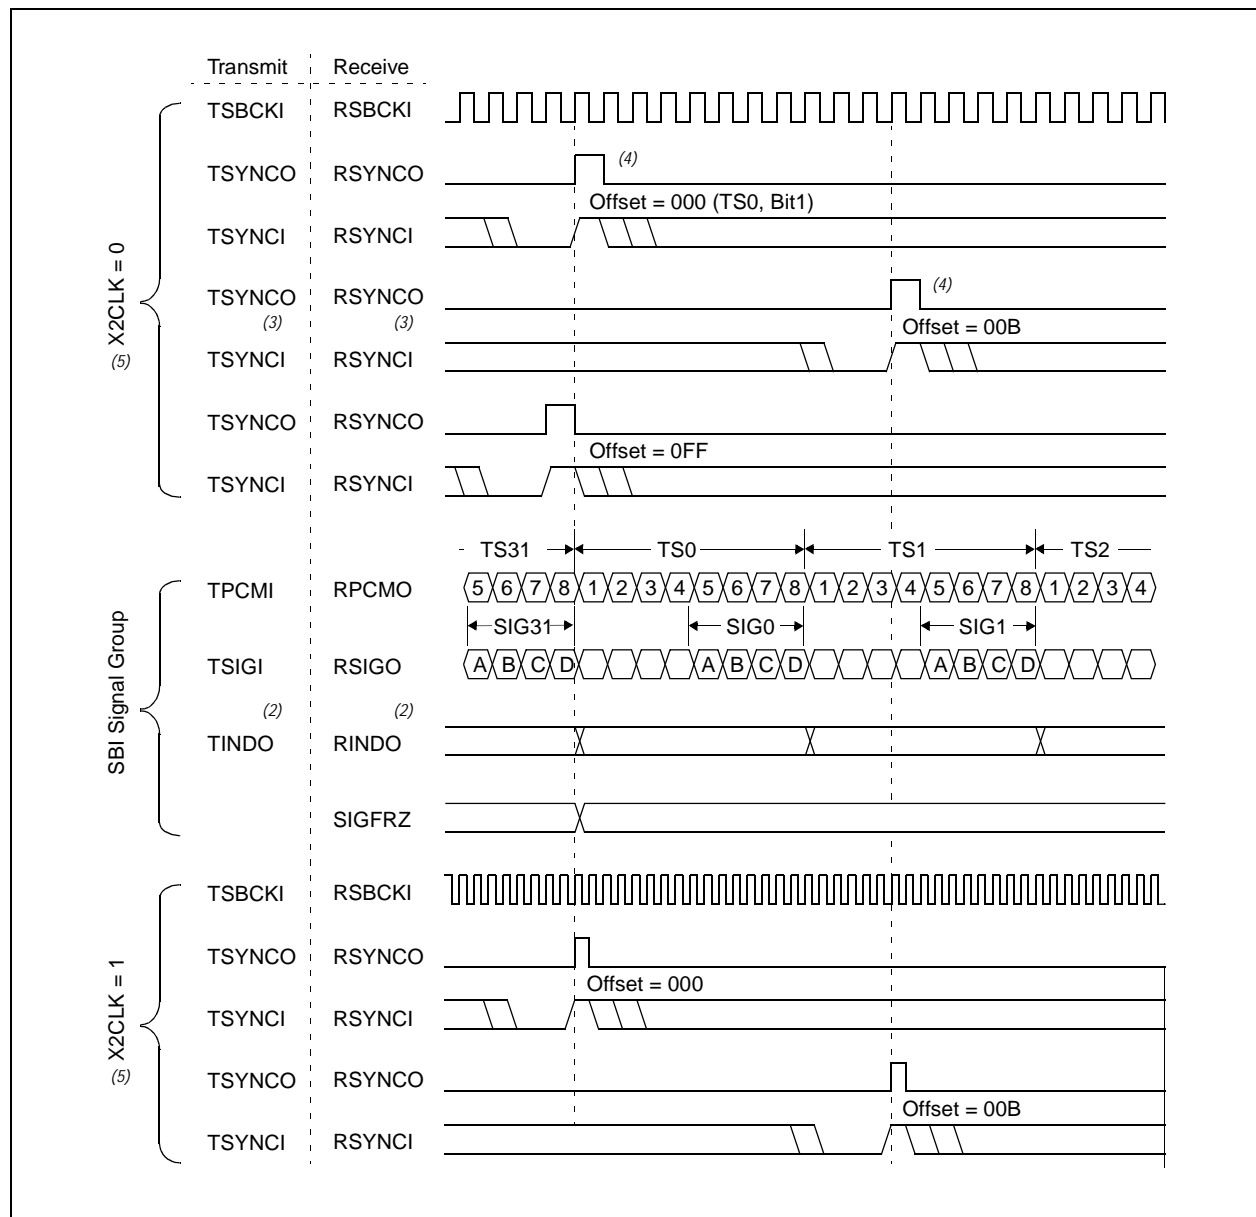 Transmit Receive
TSBCKI RSBCKI
TSYNCO RSYNCO (4)
Offset = 000 (TS0, Bit1)
TSYNCI RSYNCI
X2CLK = 0
(5)
TSYNCO RSYNCO (4)
(3) (3) Offset = 00B
TSYNCI RSYNCI
TSYNCO RSYNCO
Offset = 0FF
TSYNCI RSYNCI
TS31 TS0 TS1 TS2
TPCMI RPCMO 5 6 7 8 1 2 3 4 5 6 7 8 1 2 3 4 5 6 7 8 1 2 3 4
SIG31 SIG0 SIG1
TSIGI RSIGO A B C D A B C D A B C D
SBI Signal Group
(2) (2)
TINDO RINDO
SIGFRZ
TSBCKI RSBCKI
TSYNCO RSYNCO
Offset = 000
X2CLK = 1
(5)
TSYNCI RSYNCI
TSYNCO RSYNCO
Offset = 00B
TSYNCI RSYNCI